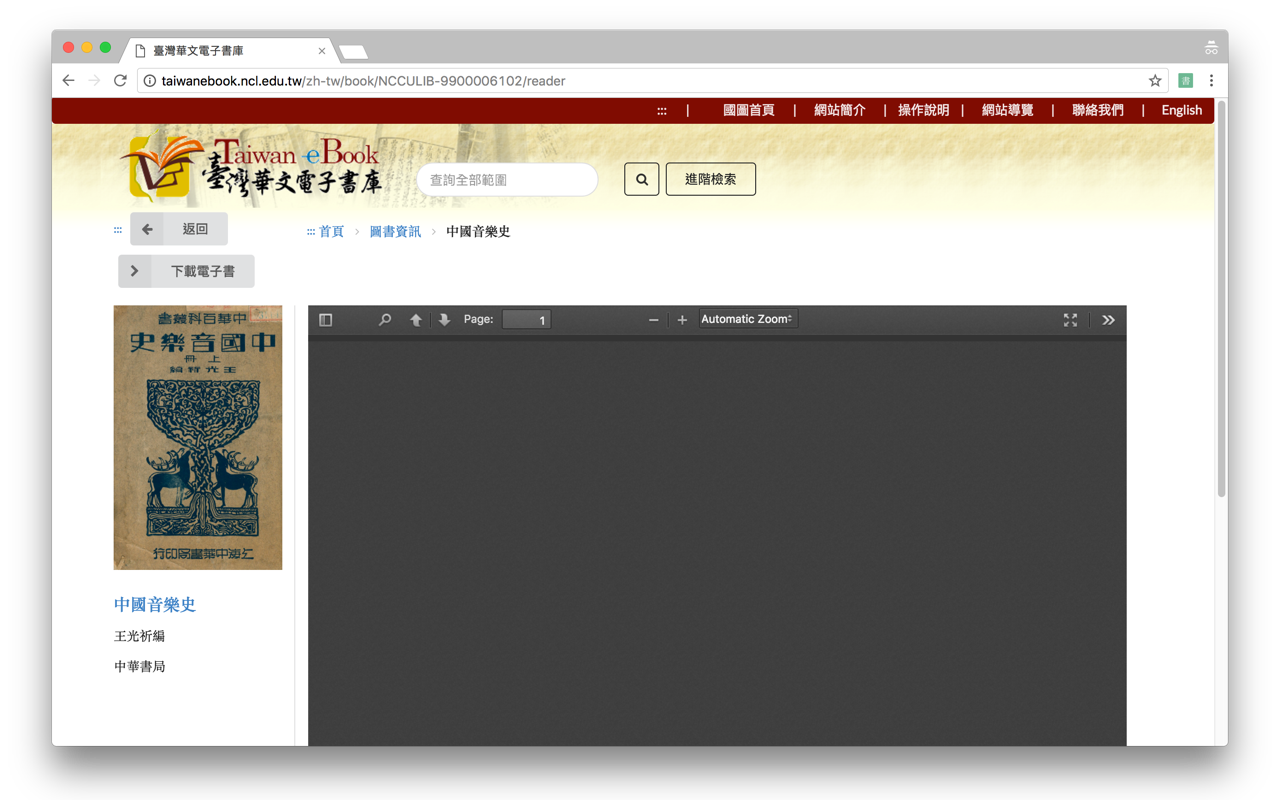 臺灣華文電子書庫
taiwanebook.ncl.edu.tw/zh-tw/book/NCCULIB-9900006102/reader
書
::: | 國圖首頁 | 網站簡介 | 操作說明 | 網站導覽 | 聯絡我們 | English
Taiwan eBook
臺灣華文電子書庫
查詢全部範圍
進階檢索
::: 返回
::: 首頁 › 圖書資訊 › 中國音樂史
下載電子書
Page: 1
Automatic Zoom
書叢科百華中
史樂音國中
冊上
編祈光王
行印局書華中海上
中國音樂史
王光祈編
中華書局